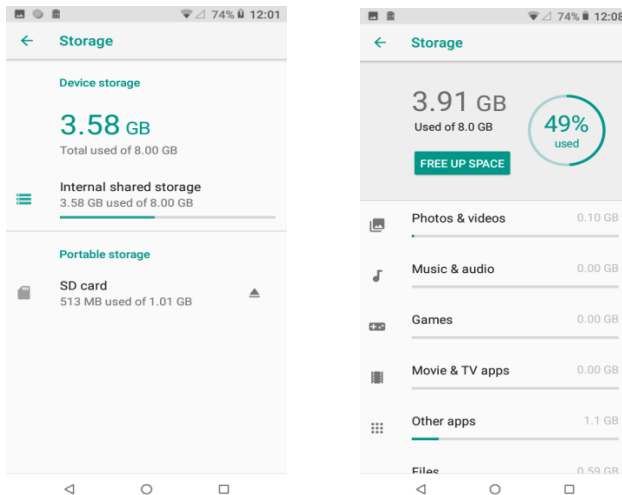 74% 12:01
Storage
Device storage
3.58 GB
Total used of 8.00 GB
Internal shared storage
3.58 GB used of 8.00 GB
Portable storage
SD card
513 MB used of 1.01 GB
74% 12:08
Storage
3.91 GB
Used of 8.0 GB
49%
used
FREE UP SPACE
Photos & videos 0.10 GB
Music & audio 0.00 GB
Games 0.00 GB
Movie & TV apps 0.00 GB
Other apps 1.1 GB
Files 0.59 GB